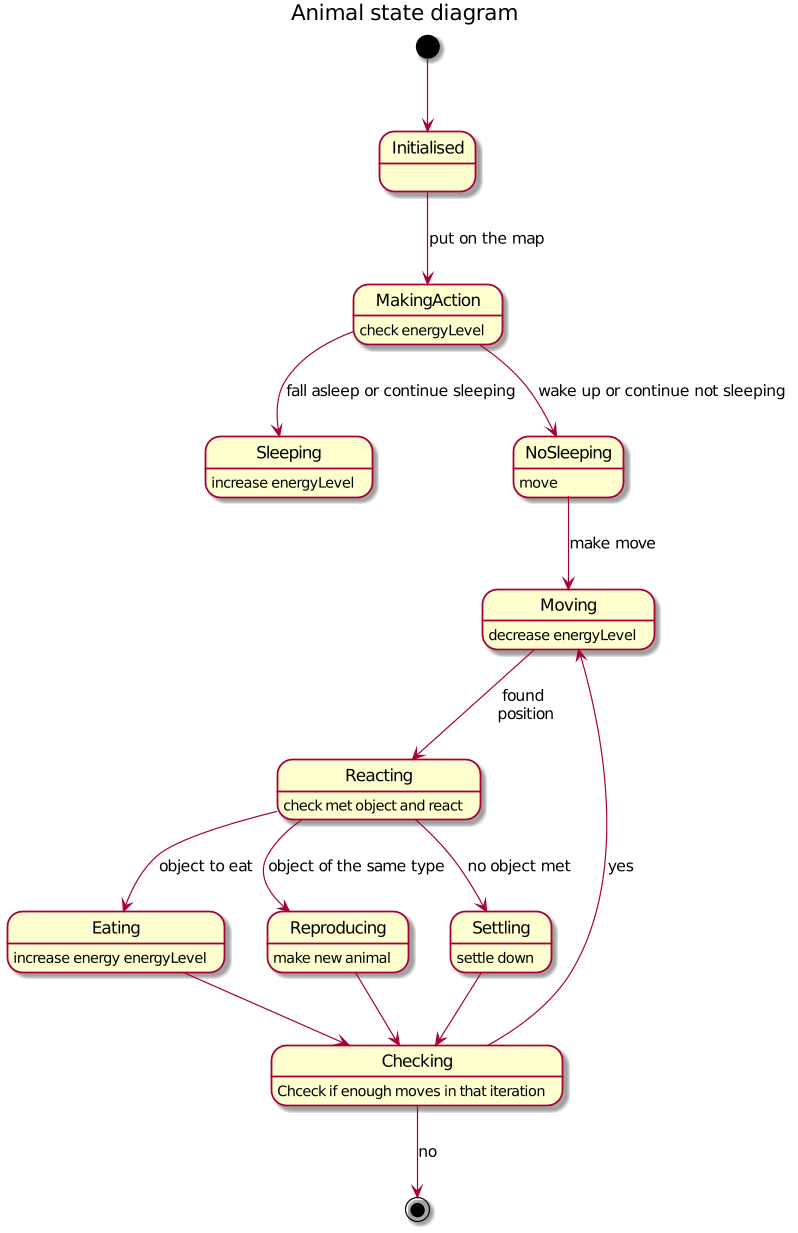 Animal state diagram
Initialised
put on the map
MakingAction
check energyLevel
fall asleep or continue sleeping
wake up or continue not sleeping
Sleeping
increase energyLevel
NoSleeping
move
make move
Moving
decrease energyLevel
found
position
Reacting
check met object and react
object to eat
object of the same type
no object met
yes
Eating
increase energy energyLevel
Reproducing
make new animal
Settling
settle down
Checking
Chceck if enough moves in that iteration
no